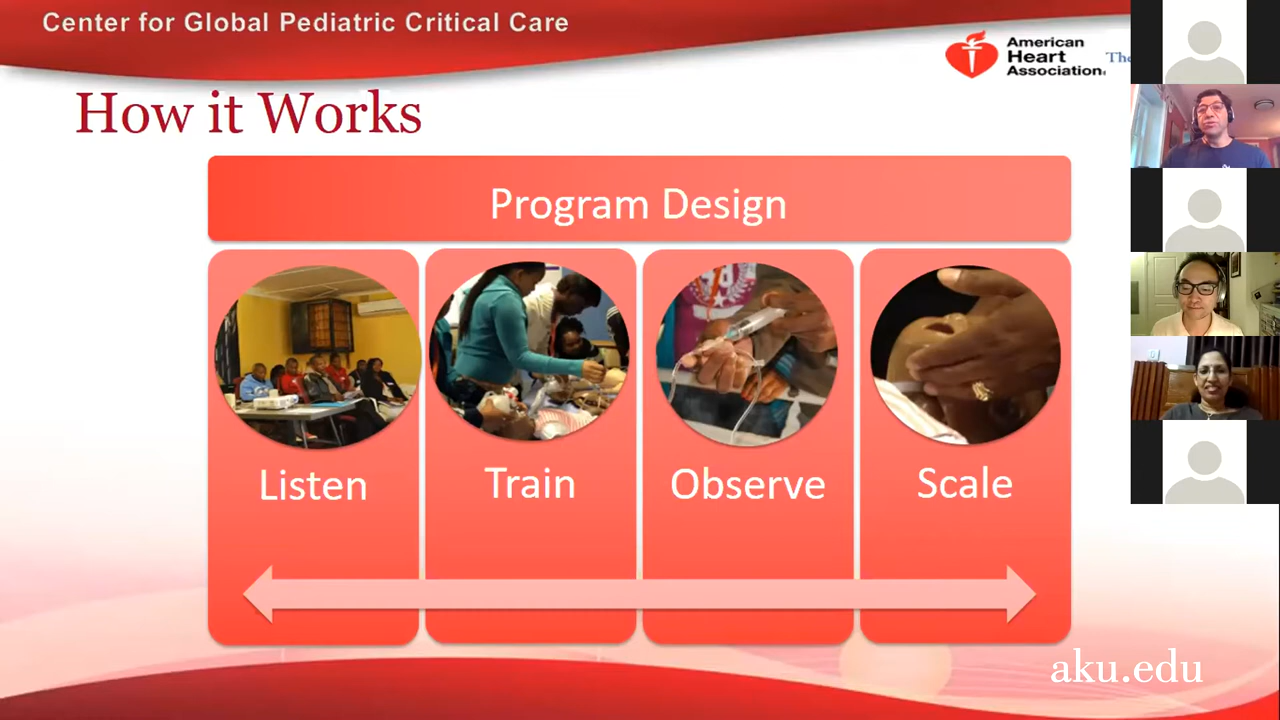 Center for Global Pediatric Critical Care
American
Heart
Association
The
How it Works
Program Design
Listen
Train
Observe
Scale
aku.edu